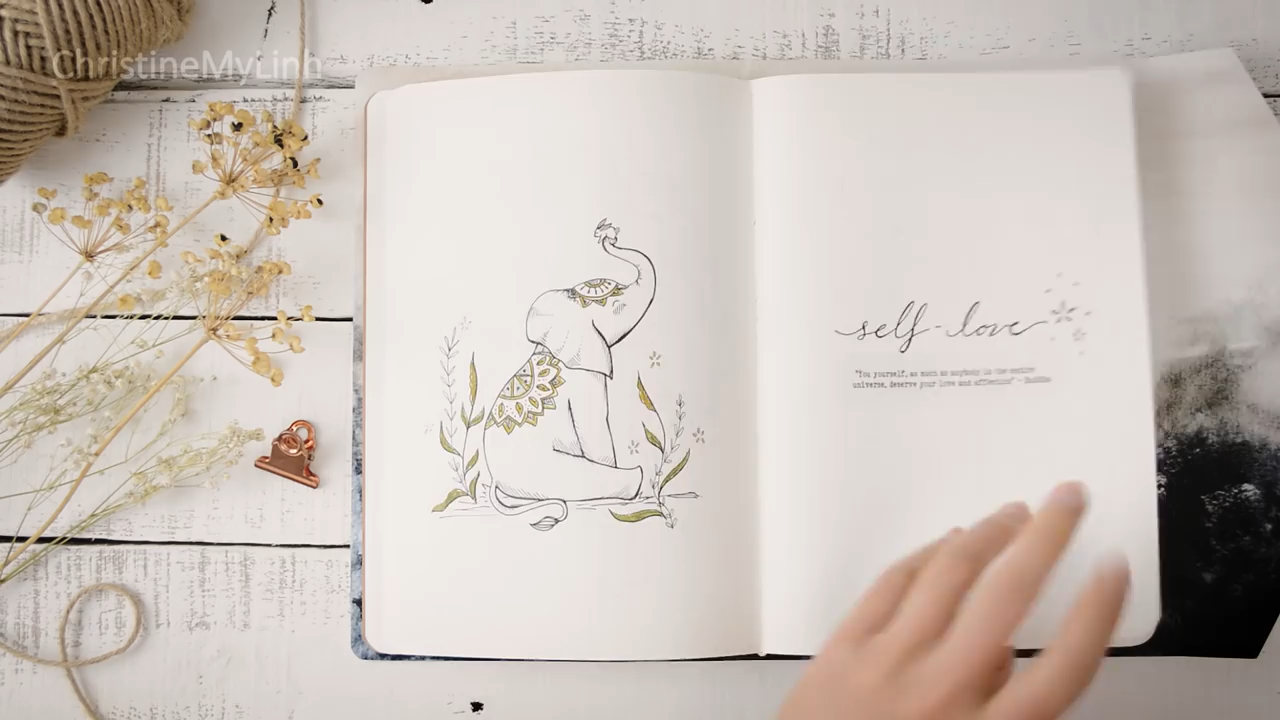 ChristineMyLinh
self-love
"You yourself, as much as anybody in the entire
universe, deserve your love and affection" - Buddha